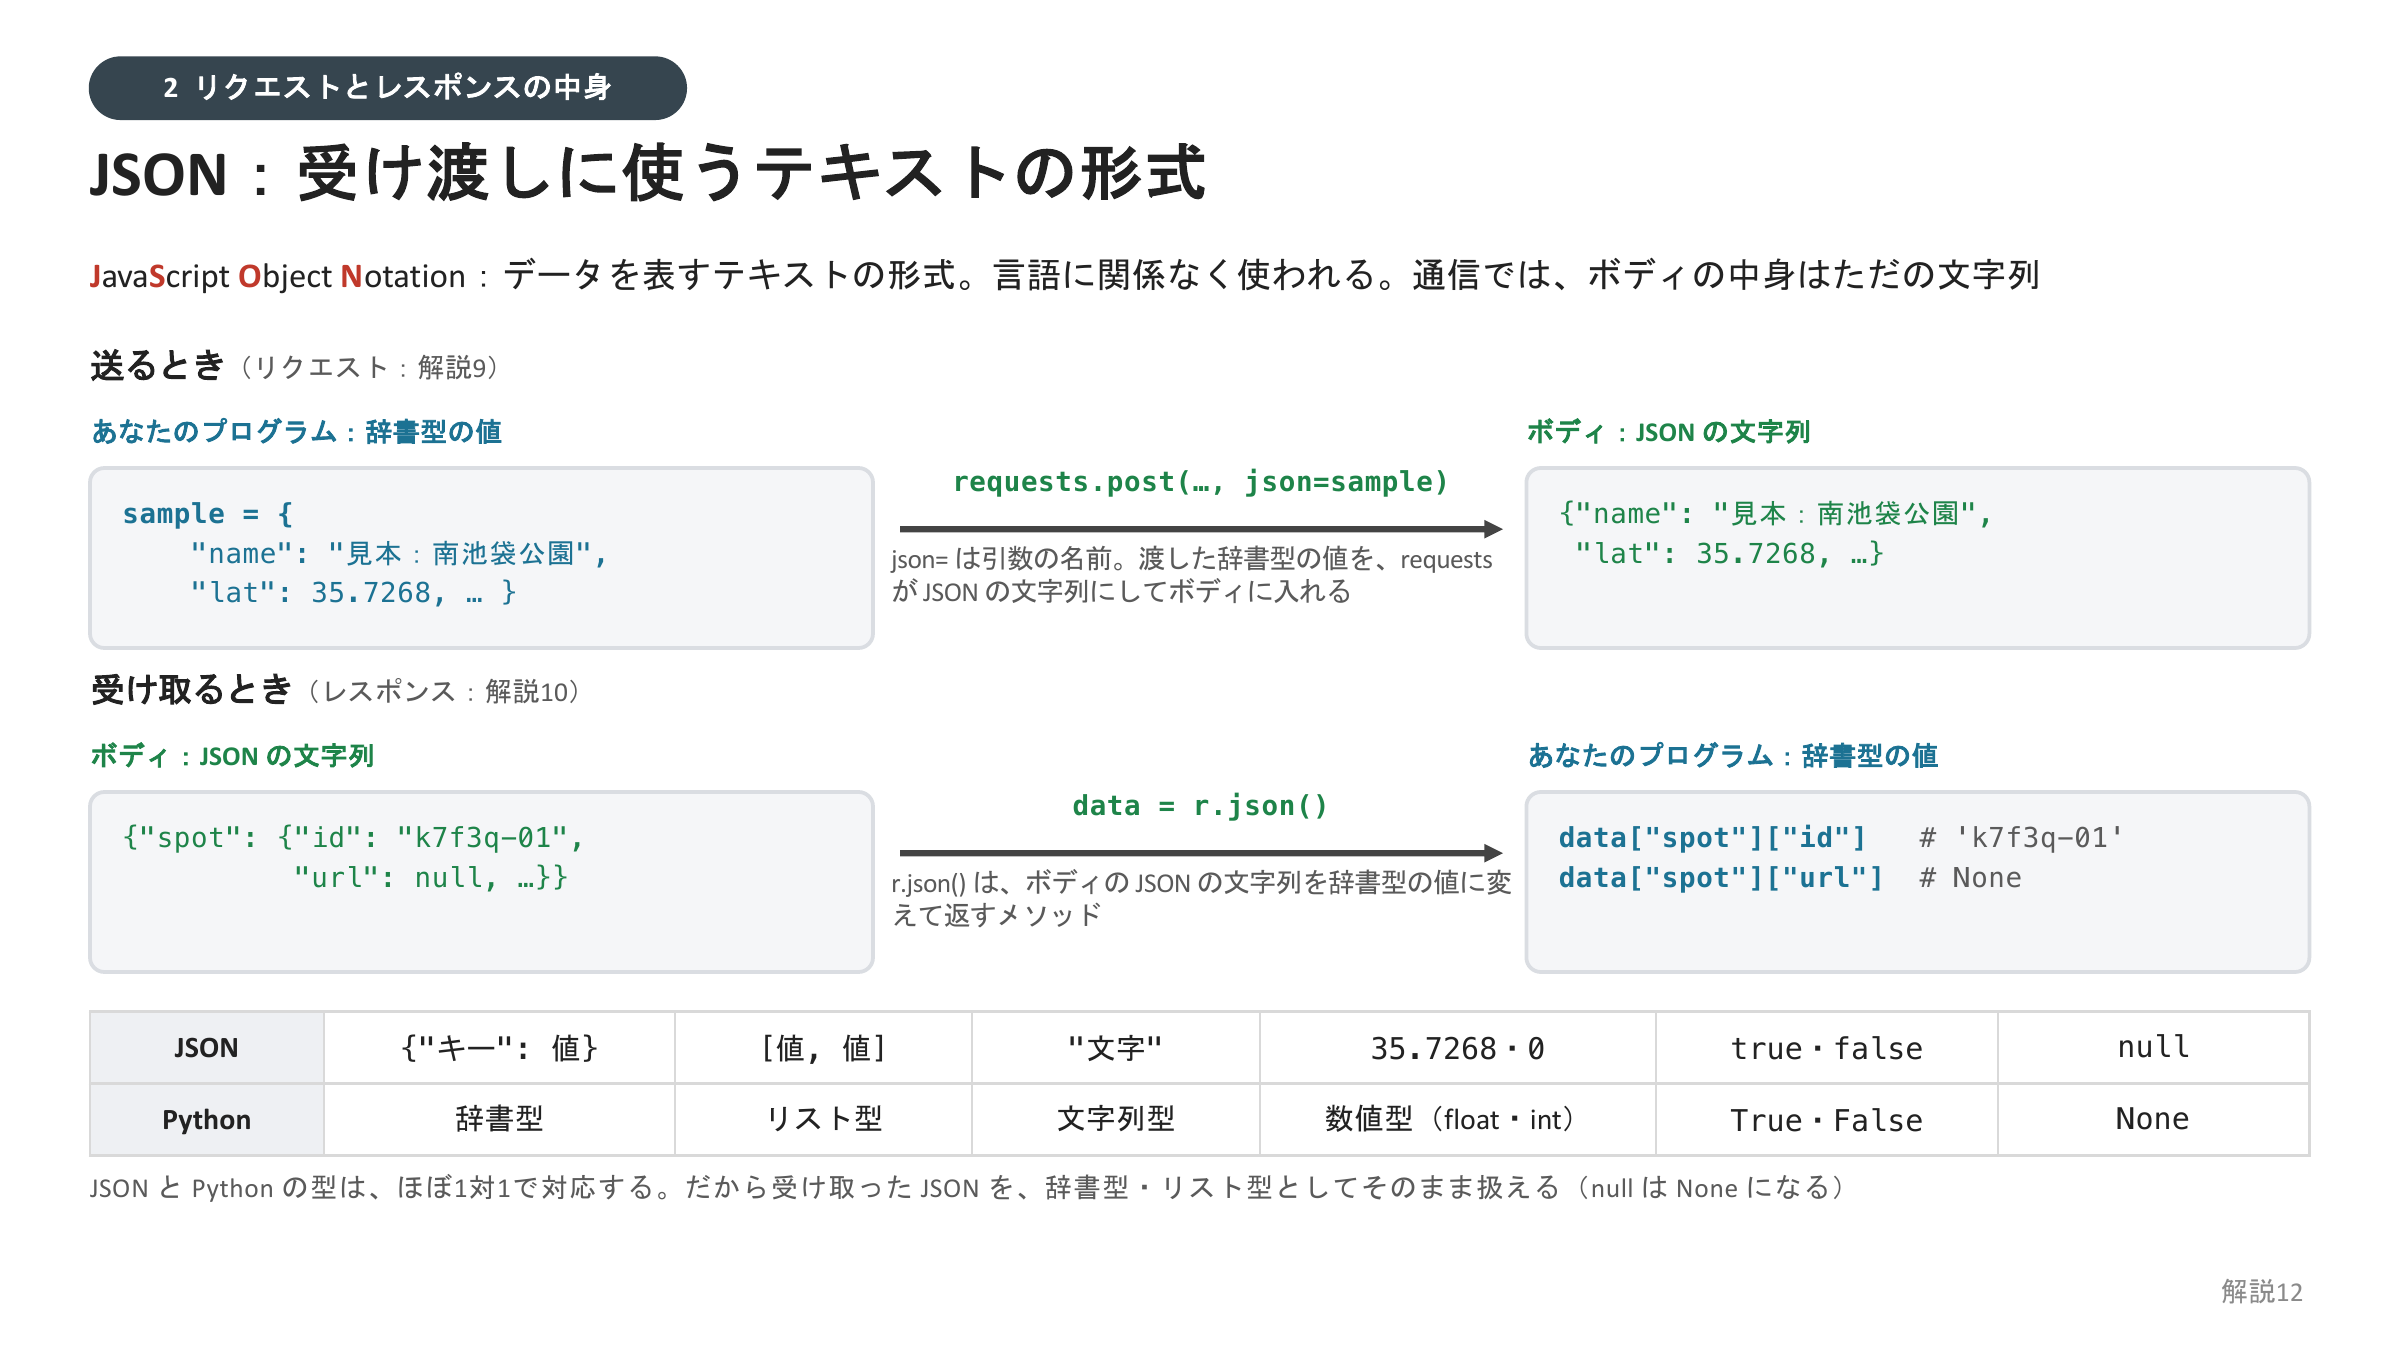 2 リクエストとレスポンスの中身
JSON：受け渡しに使うテキストの形式
JavaScript Object Notation：データを表すテキストの形式。言語に関係なく使われる。通信では、ボディの中身はただの文字列
送るとき（リクエスト：解説9）
あなたのプログラム：辞書型の値
sample = {
    "name": "見本：南池袋公園",
    "lat": 35.7268, … }
requests.post(…, json=sample)
json= は引数の名前。渡した辞書型の値を、requests
が JSON の文字列にしてボディに入れる
ボディ：JSON の文字列
{"name": "見本：南池袋公園",
 "lat": 35.7268, …}
受け取るとき（レスポンス：解説10）
ボディ：JSON の文字列
{"spot": {"id": "k7f3q-01",
          "url": null, …}}
data = r.json()
r.json() は、ボディの JSON の文字列を辞書型の値に変
えて返すメソッド
あなたのプログラム：辞書型の値
data["spot"]["id"]   # 'k7f3q-01'
data["spot"]["url"]  # None
JSON {"キー": 値} [値, 値] "文字" 35.7268・0 true・false null
Python 辞書型 リスト型 文字列型 数値型（float・int） True・False None
JSON と Python の型は、ほぼ1対1で対応する。だから受け取った JSON を、辞書型・リスト型としてそのまま扱える（null は None になる）
解説12